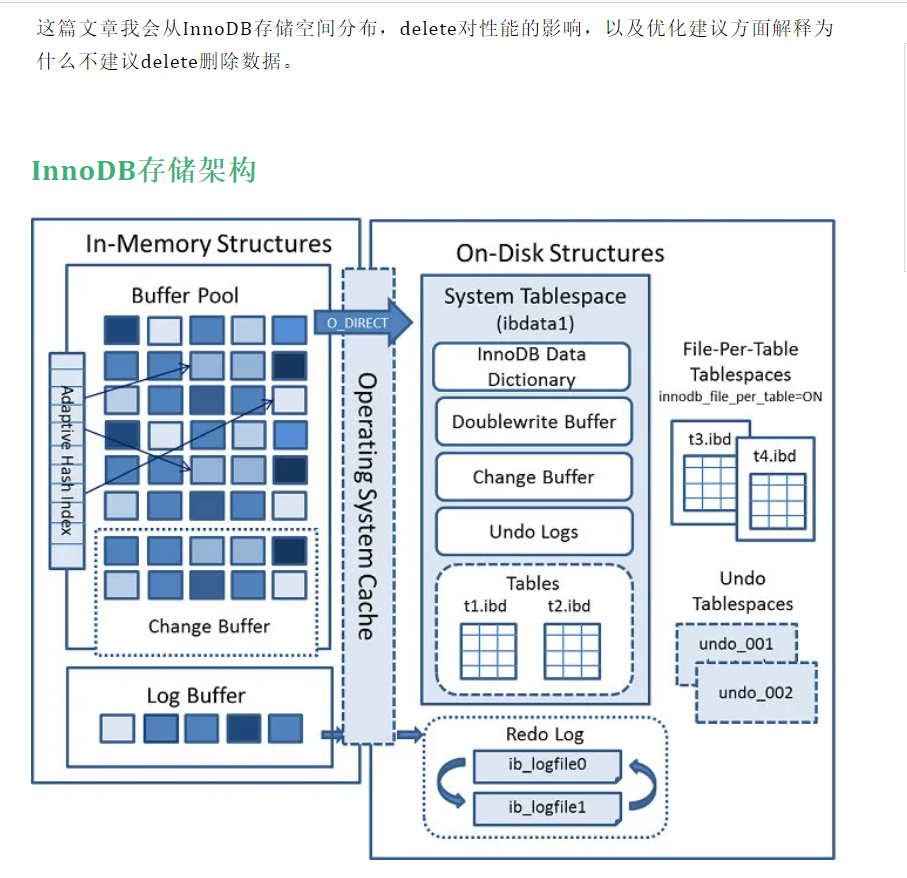 这篇文章我会从InnoDB存储空间分布，delete对性能的影响，以及优化建议方面解释为
什么不建议delete删除数据。
InnoDB存储架构
In-Memory Structures
Buffer Pool
Adaptive Hash Index
Change Buffer
Log Buffer
O_DIRECT
Operating System Cache
On-Disk Structures
System Tablespace
(ibdata1)
InnoDB Data
Dictionary
Doublewrite Buffer
Change Buffer
Undo Logs
Tables
t1.ibd
t2.ibd
File-Per-Table
Tablespaces
innodb_file_per_table=ON
t3.ibd
t4.ibd
Undo
Tablespaces
undo_001
undo_002
Redo Log
ib_logfile0
ib_logfile1